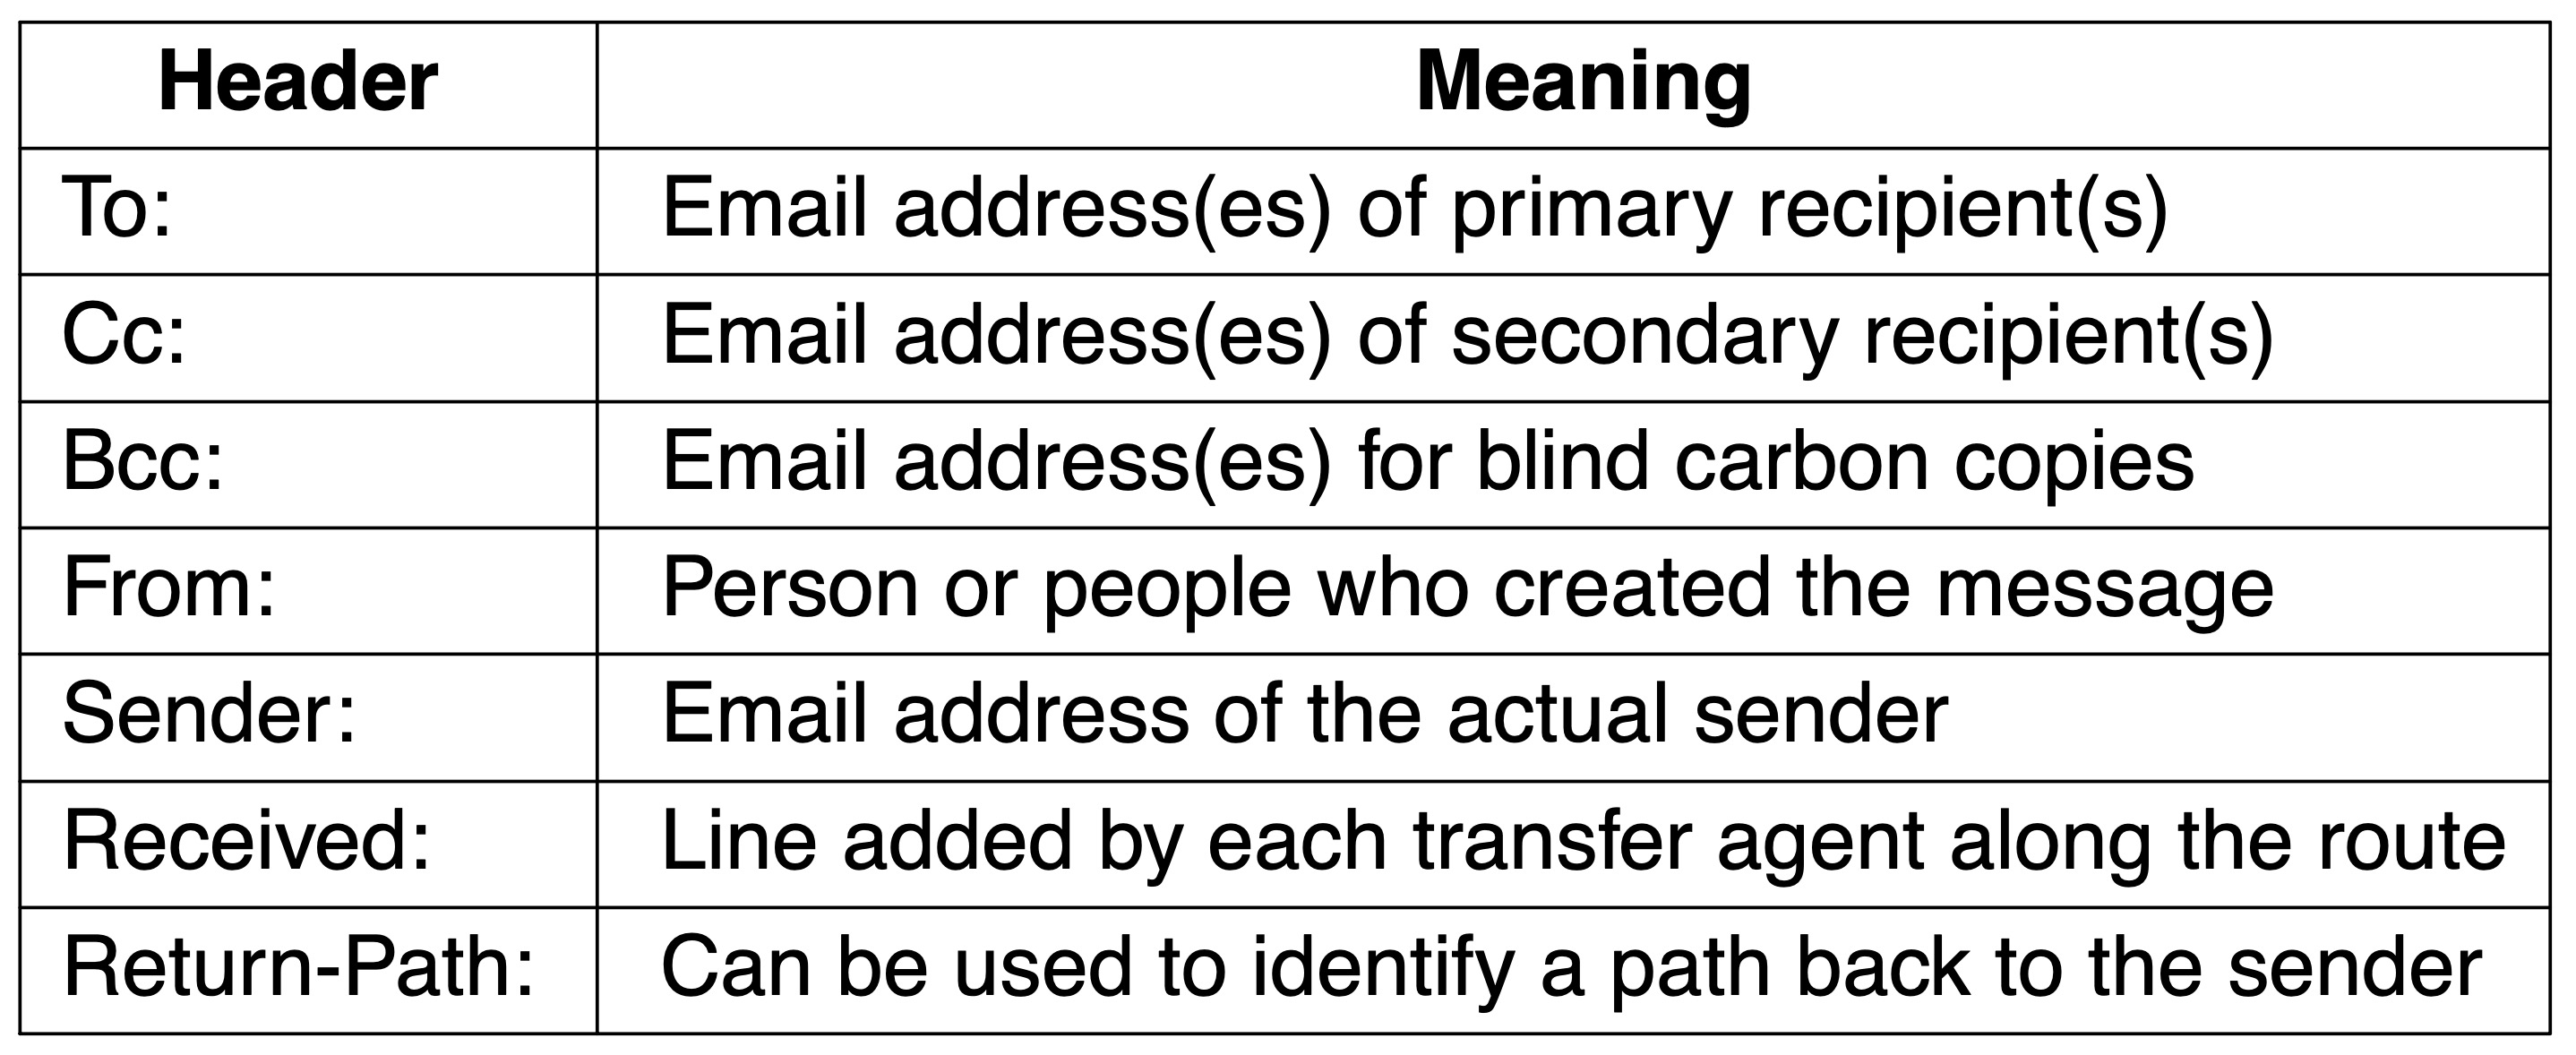 Header Meaning
To: Email address(es) of primary recipient(s)
Cc: Email address(es) of secondary recipient(s)
Bcc: Email address(es) for blind carbon copies
From: Person or people who created the message
Sender: Email address of the actual sender
Received: Line added by each transfer agent along the route
Return-Path: Can be used to identify a path back to the sender